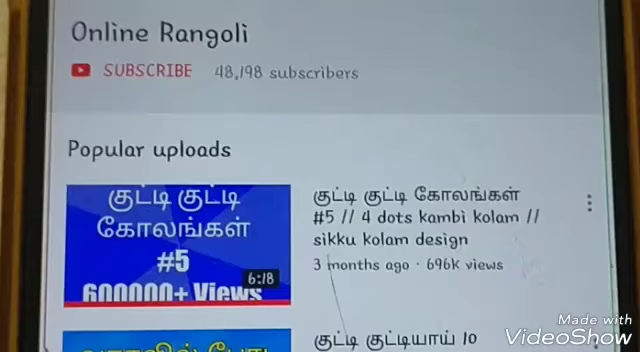 Online Rangoli
SUBSCRIBE 48,198 subscribers
Popular uploads
குட்டி குட்டி
கோலங்கள்
#5
600000+ Views
6:18
குட்டி குட்டி கோலங்கள்
#5 // 4 dots kambi kolam //
sikku kolam design
3 months ago · 696K views
குட்டி குட்டியாய் 10
Made with
VideoShow